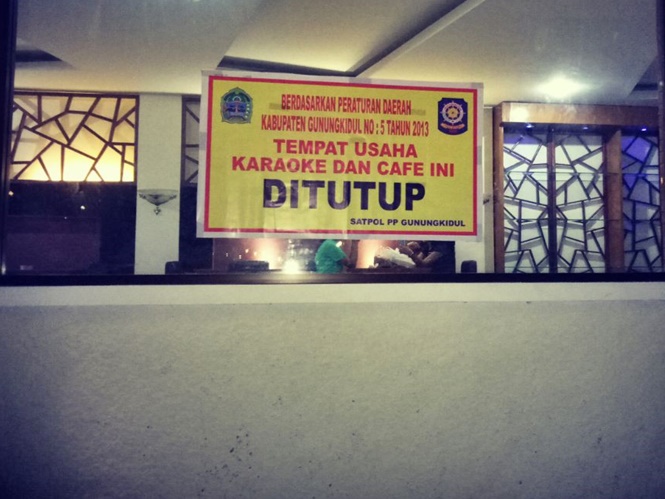 BERDASARKAN PERATURAN DAERAH
KABUPATEN GUNUNGKIDUL NO : 5 TAHUN 2013
TEMPAT USAHA
KARAOKE DAN CAFE INI
DITUTUP
SATPOL PP GUNUNGKIDUL